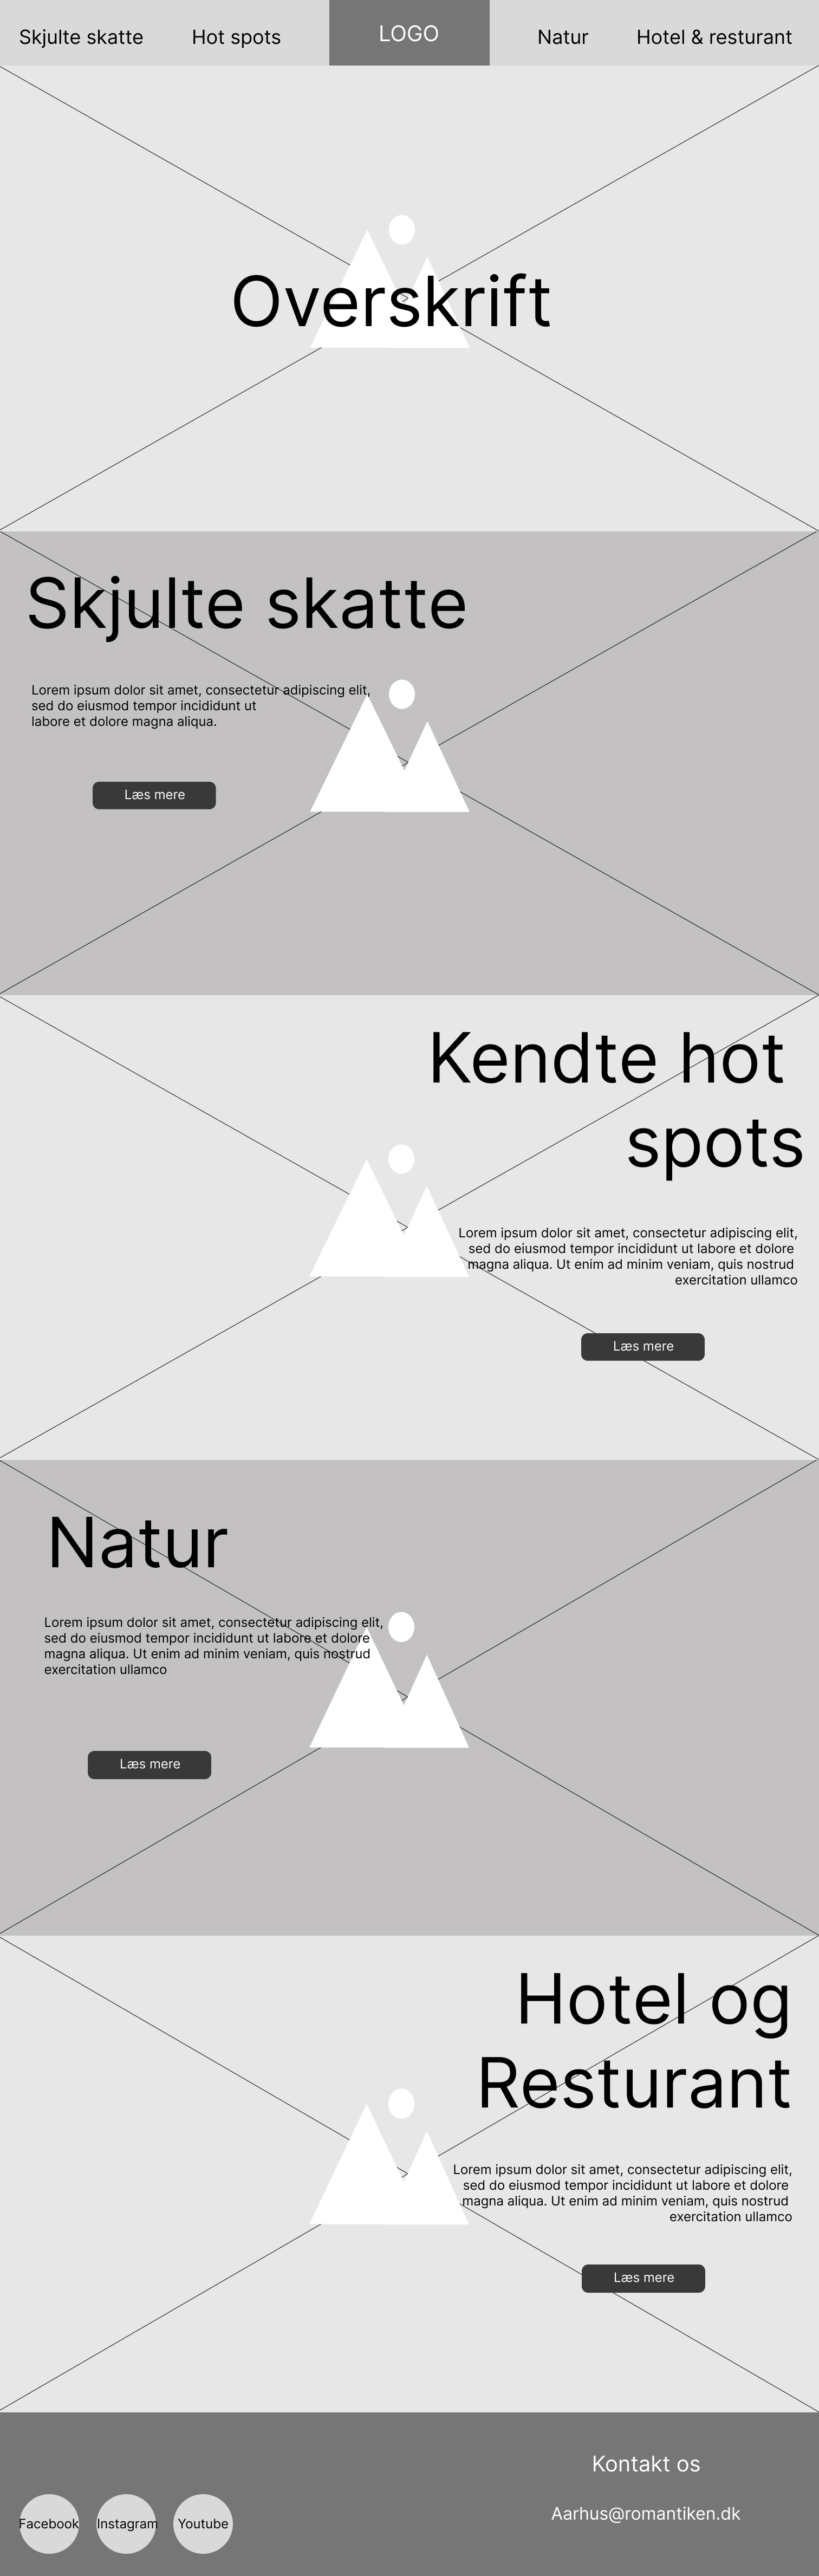 Skjulte skatte
Hot spots
LOGO
Natur
Hotel & resturant
Overskrift
Skjulte skatte
Lorem ipsum dolor sit amet, consectetur adipiscing elit,
sed do eiusmod tempor incididunt ut
labore et dolore magna aliqua.
Læs mere
Kendte hot
spots
Lorem ipsum dolor sit amet, consectetur adipiscing elit,
sed do eiusmod tempor incididunt ut labore et dolore
magna aliqua. Ut enim ad minim veniam, quis nostrud
exercitation ullamco
Læs mere
Natur
Lorem ipsum dolor sit amet, consectetur adipiscing elit,
sed do eiusmod tempor incididunt ut labore et dolore
magna aliqua. Ut enim ad minim veniam, quis nostrud
exercitation ullamco
Læs mere
Hotel og
Resturant
Lorem ipsum dolor sit amet, consectetur adipiscing elit,
sed do eiusmod tempor incididunt ut labore et dolore
magna aliqua. Ut enim ad minim veniam, quis nostrud
exercitation ullamco
Læs mere
Kontakt os
Aarhus@romantiken.dk
Facebook
Instagram
Youtube